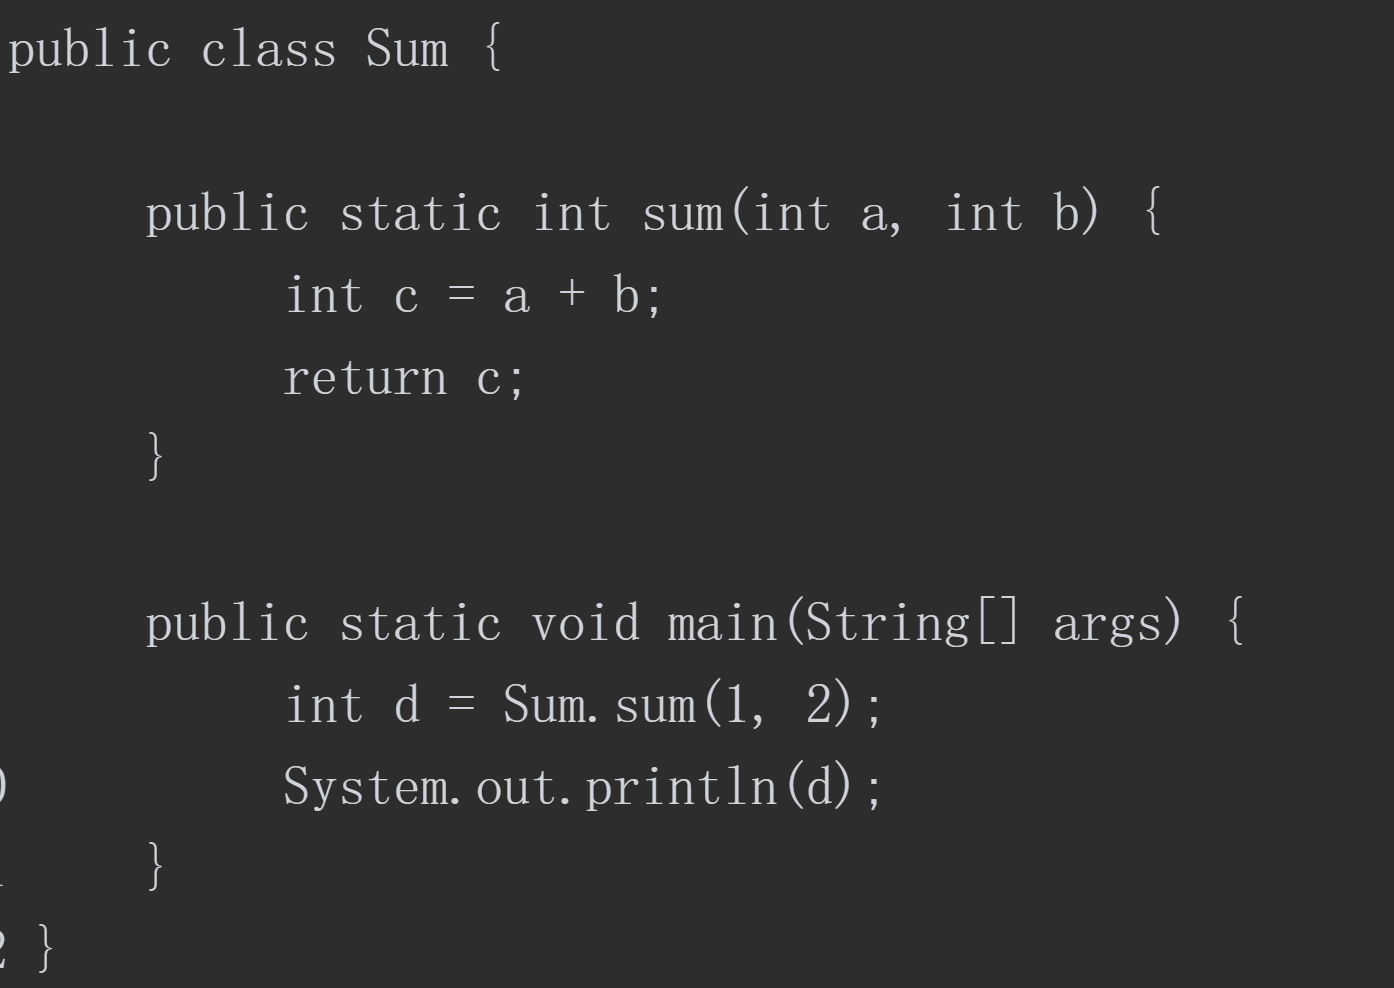 public class Sum {
public static int sum(int a, int b) {
int c = a + b;
return c;
}
public static void main(String[] args) {
int d = Sum.sum(1, 2);
System.out.println(d);
}
}